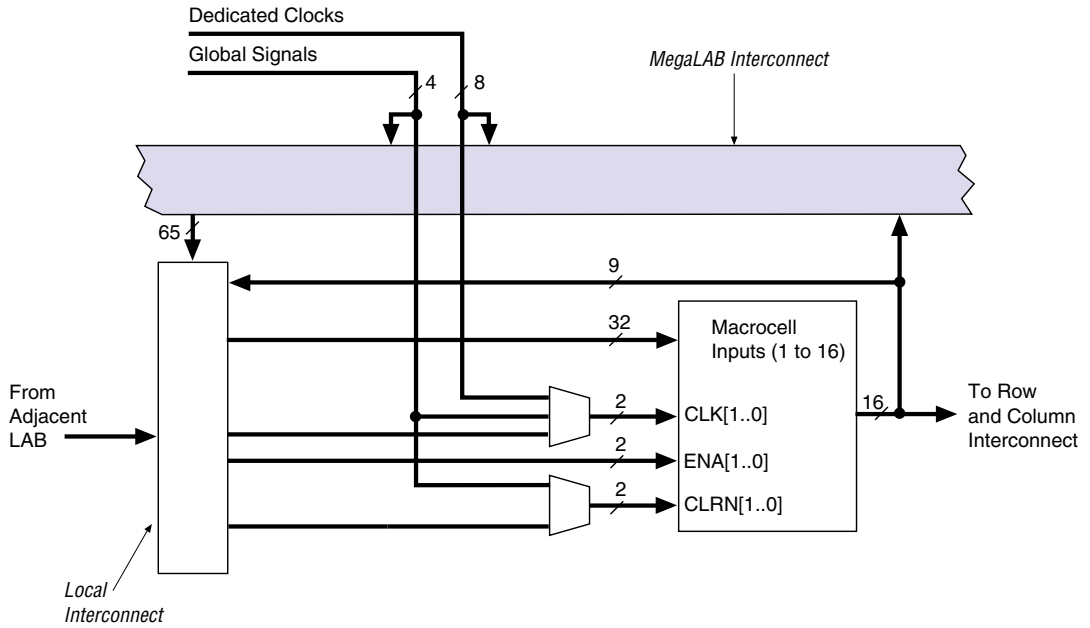 Dedicated Clocks
Global Signals
MegaLAB Interconnect
4
8
65
9
32
Macrocell
Inputs (1 to 16)
From
Adjacent
LAB
2
CLK[1..0]
16
To Row
and Column
Interconnect
2
ENA[1..0]
2
CLRN[1..0]
Local
Interconnect